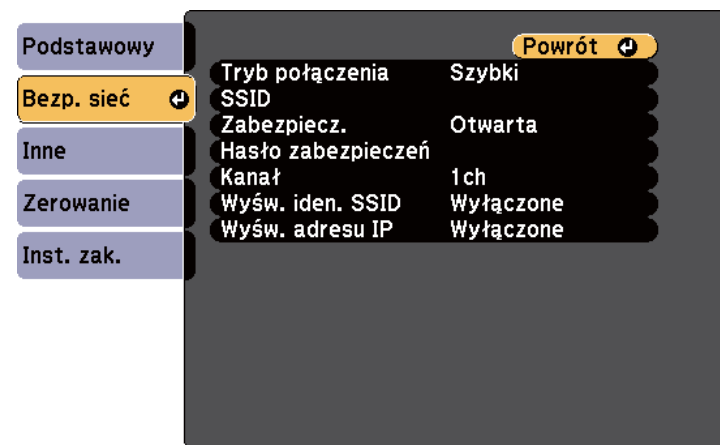 Podstawowy
Bezp. sieć
Inne
Zerowanie
Inst. zak.
Powrót
Tryb połączenia Szybki
SSID
Zabezpiecz. Otwarta
Hasło zabezpieczeń
Kanał 1ch
Wyśw. iden. SSID Wyłączone
Wyśw. adresu IP Wyłączone